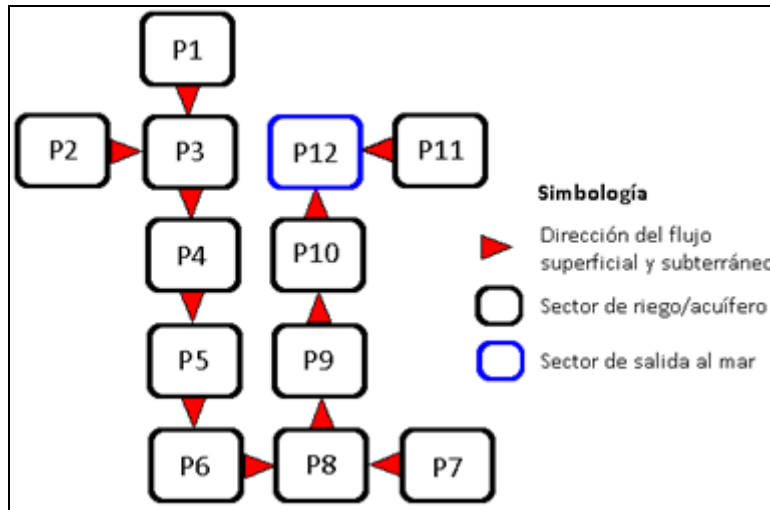 P1
P2
P3
P12
P11
P4
P10
P5
P9
P6
P8
P7
Simbología
Dirección del flujo
superficial y subterráneo
Sector de riego/acuífero
Sector de salida al mar